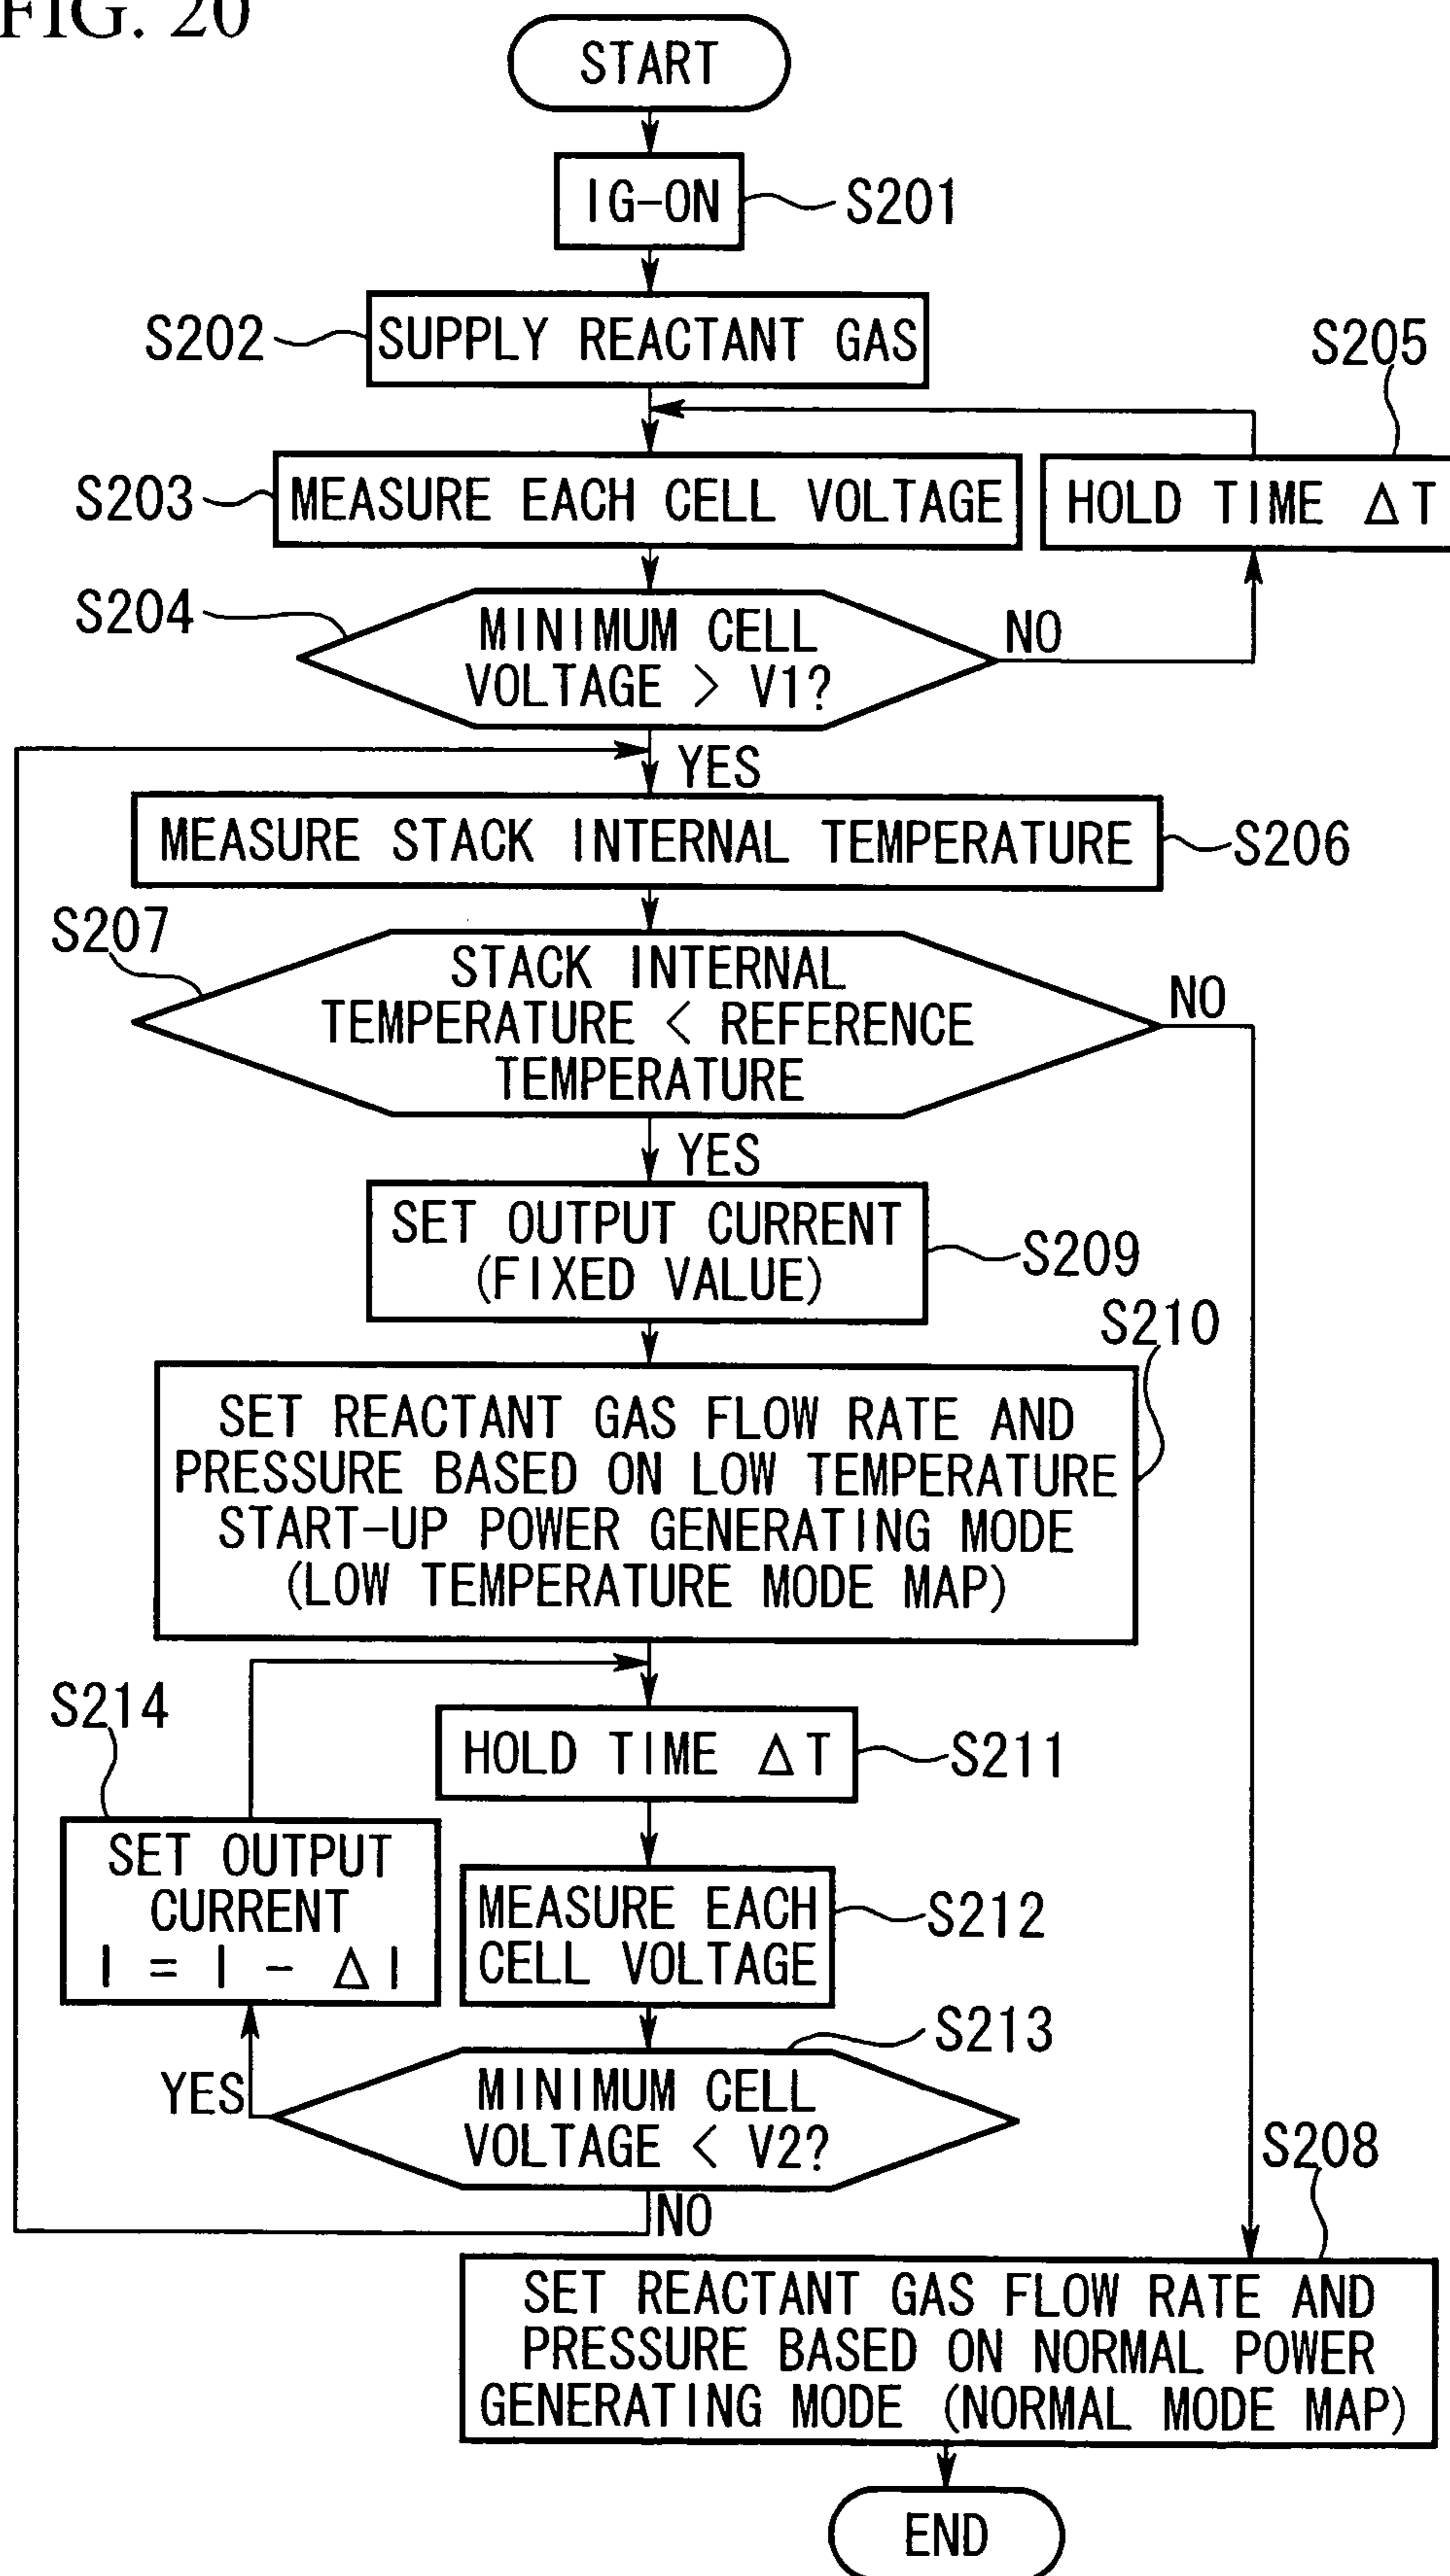 FIG. 20
START
IG-ON
S201
S202
SUPPLY REACTANT GAS
S205
S203
MEASURE EACH CELL VOLTAGE
HOLD TIME ΔT
S204
MINIMUM CELL
VOLTAGE > V1?
NO
YES
MEASURE STACK INTERNAL TEMPERATURE
S206
S207
STACK INTERNAL
TEMPERATURE < REFERENCE
TEMPERATURE
NO
YES
SET OUTPUT CURRENT
(FIXED VALUE)
S209
S210
SET REACTANT GAS FLOW RATE AND
PRESSURE BASED ON LOW TEMPERATURE
START-UP POWER GENERATING MODE
(LOW TEMPERATURE MODE MAP)
S214
HOLD TIME ΔT
S211
SET OUTPUT
CURRENT
I = I - ΔI
MEASURE EACH
CELL VOLTAGE
S212
S213
YES
MINIMUM CELL
VOLTAGE < V2?
NO
S208
SET REACTANT GAS FLOW RATE AND
PRESSURE BASED ON NORMAL POWER
GENERATING MODE (NORMAL MODE MAP)
END